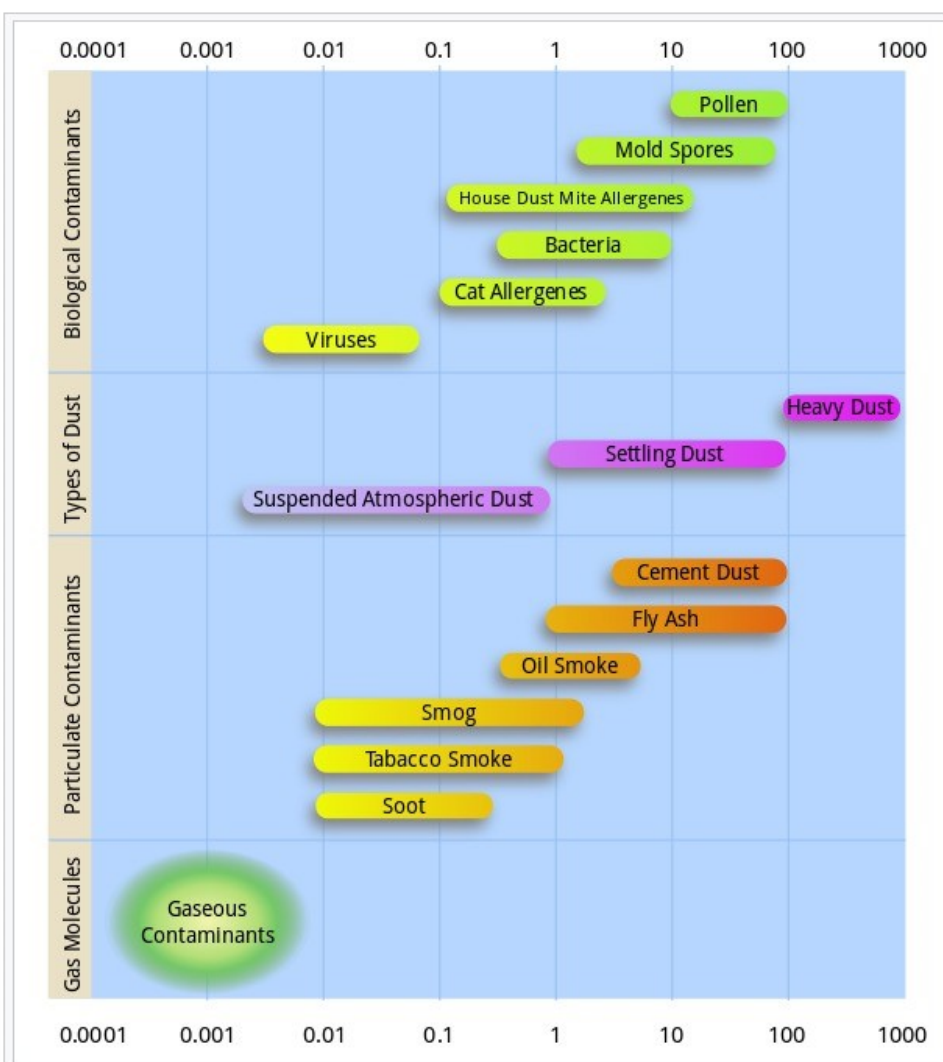 0.0001 0.001 0.01 0.1 1 10 100 1000
Biological Contaminants
Pollen
Mold Spores
House Dust Mite Allergenes
Bacteria
Cat Allergenes
Viruses
Types of Dust
Heavy Dust
Settling Dust
Suspended Atmospheric Dust
Particulate Contaminants
Cement Dust
Fly Ash
Oil Smoke
Smog
Tabacco Smoke
Soot
Gas Molecules
Gaseous
Contaminants
0.0001 0.001 0.01 0.1 1 10 100 1000